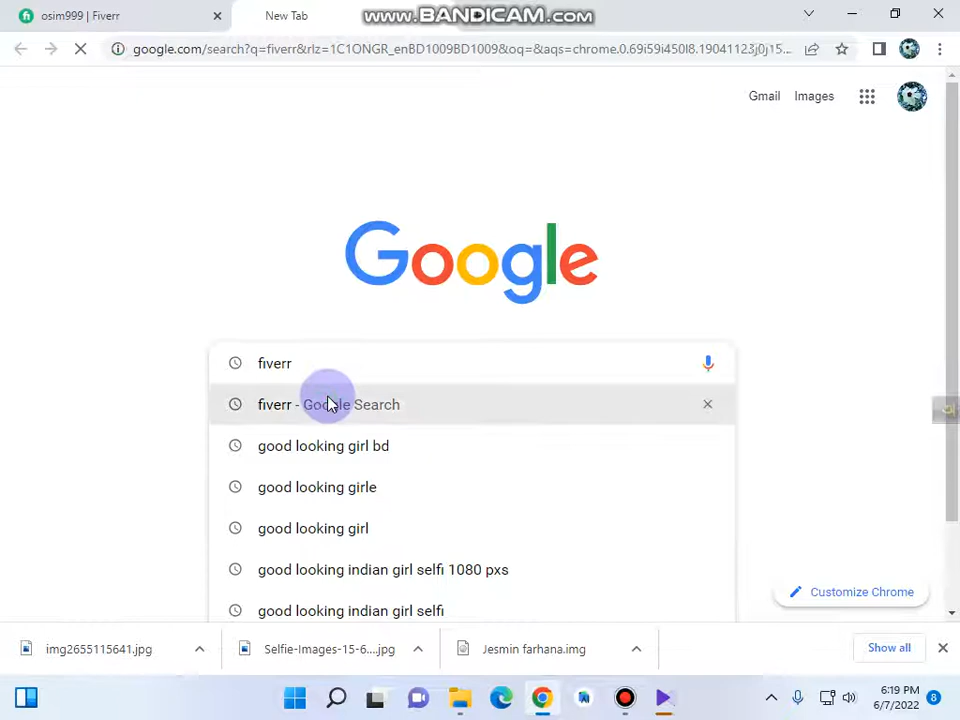 osim999 | Fiverr
New Tab
www.BANDICAM.com
google.com/search?q=fiverr&rlz=1C1ONGR_enBD1009BD1009&oq=&aqs=chrome.0.69i59i450l8.19041123j0j15...
Gmail
Images
Google
fiverr
fiverr - Google Search
good looking girl bd
good looking girle
good looking girl
good looking indian girl selfi 1080 pxs
good looking indian girl selfi
Customize Chrome
img2655115641.jpg
Selfie-Images-15-6....jpg
Jesmin farhana.img
Show all
6:19 PM
6/7/2022
8